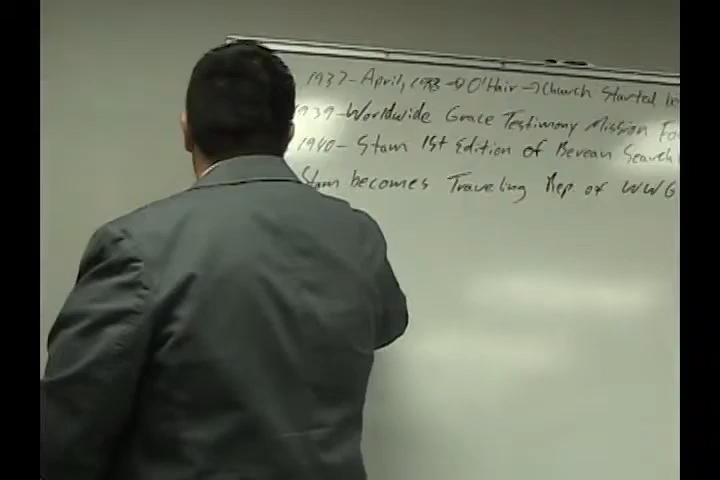 1937-April, 1938 → O'Hair → Church Started
1939-Worldwide Grace Testimony Mission
1940- Stam 1st Edition of Berean Search
Stam becomes Traveling Rep. of WWG